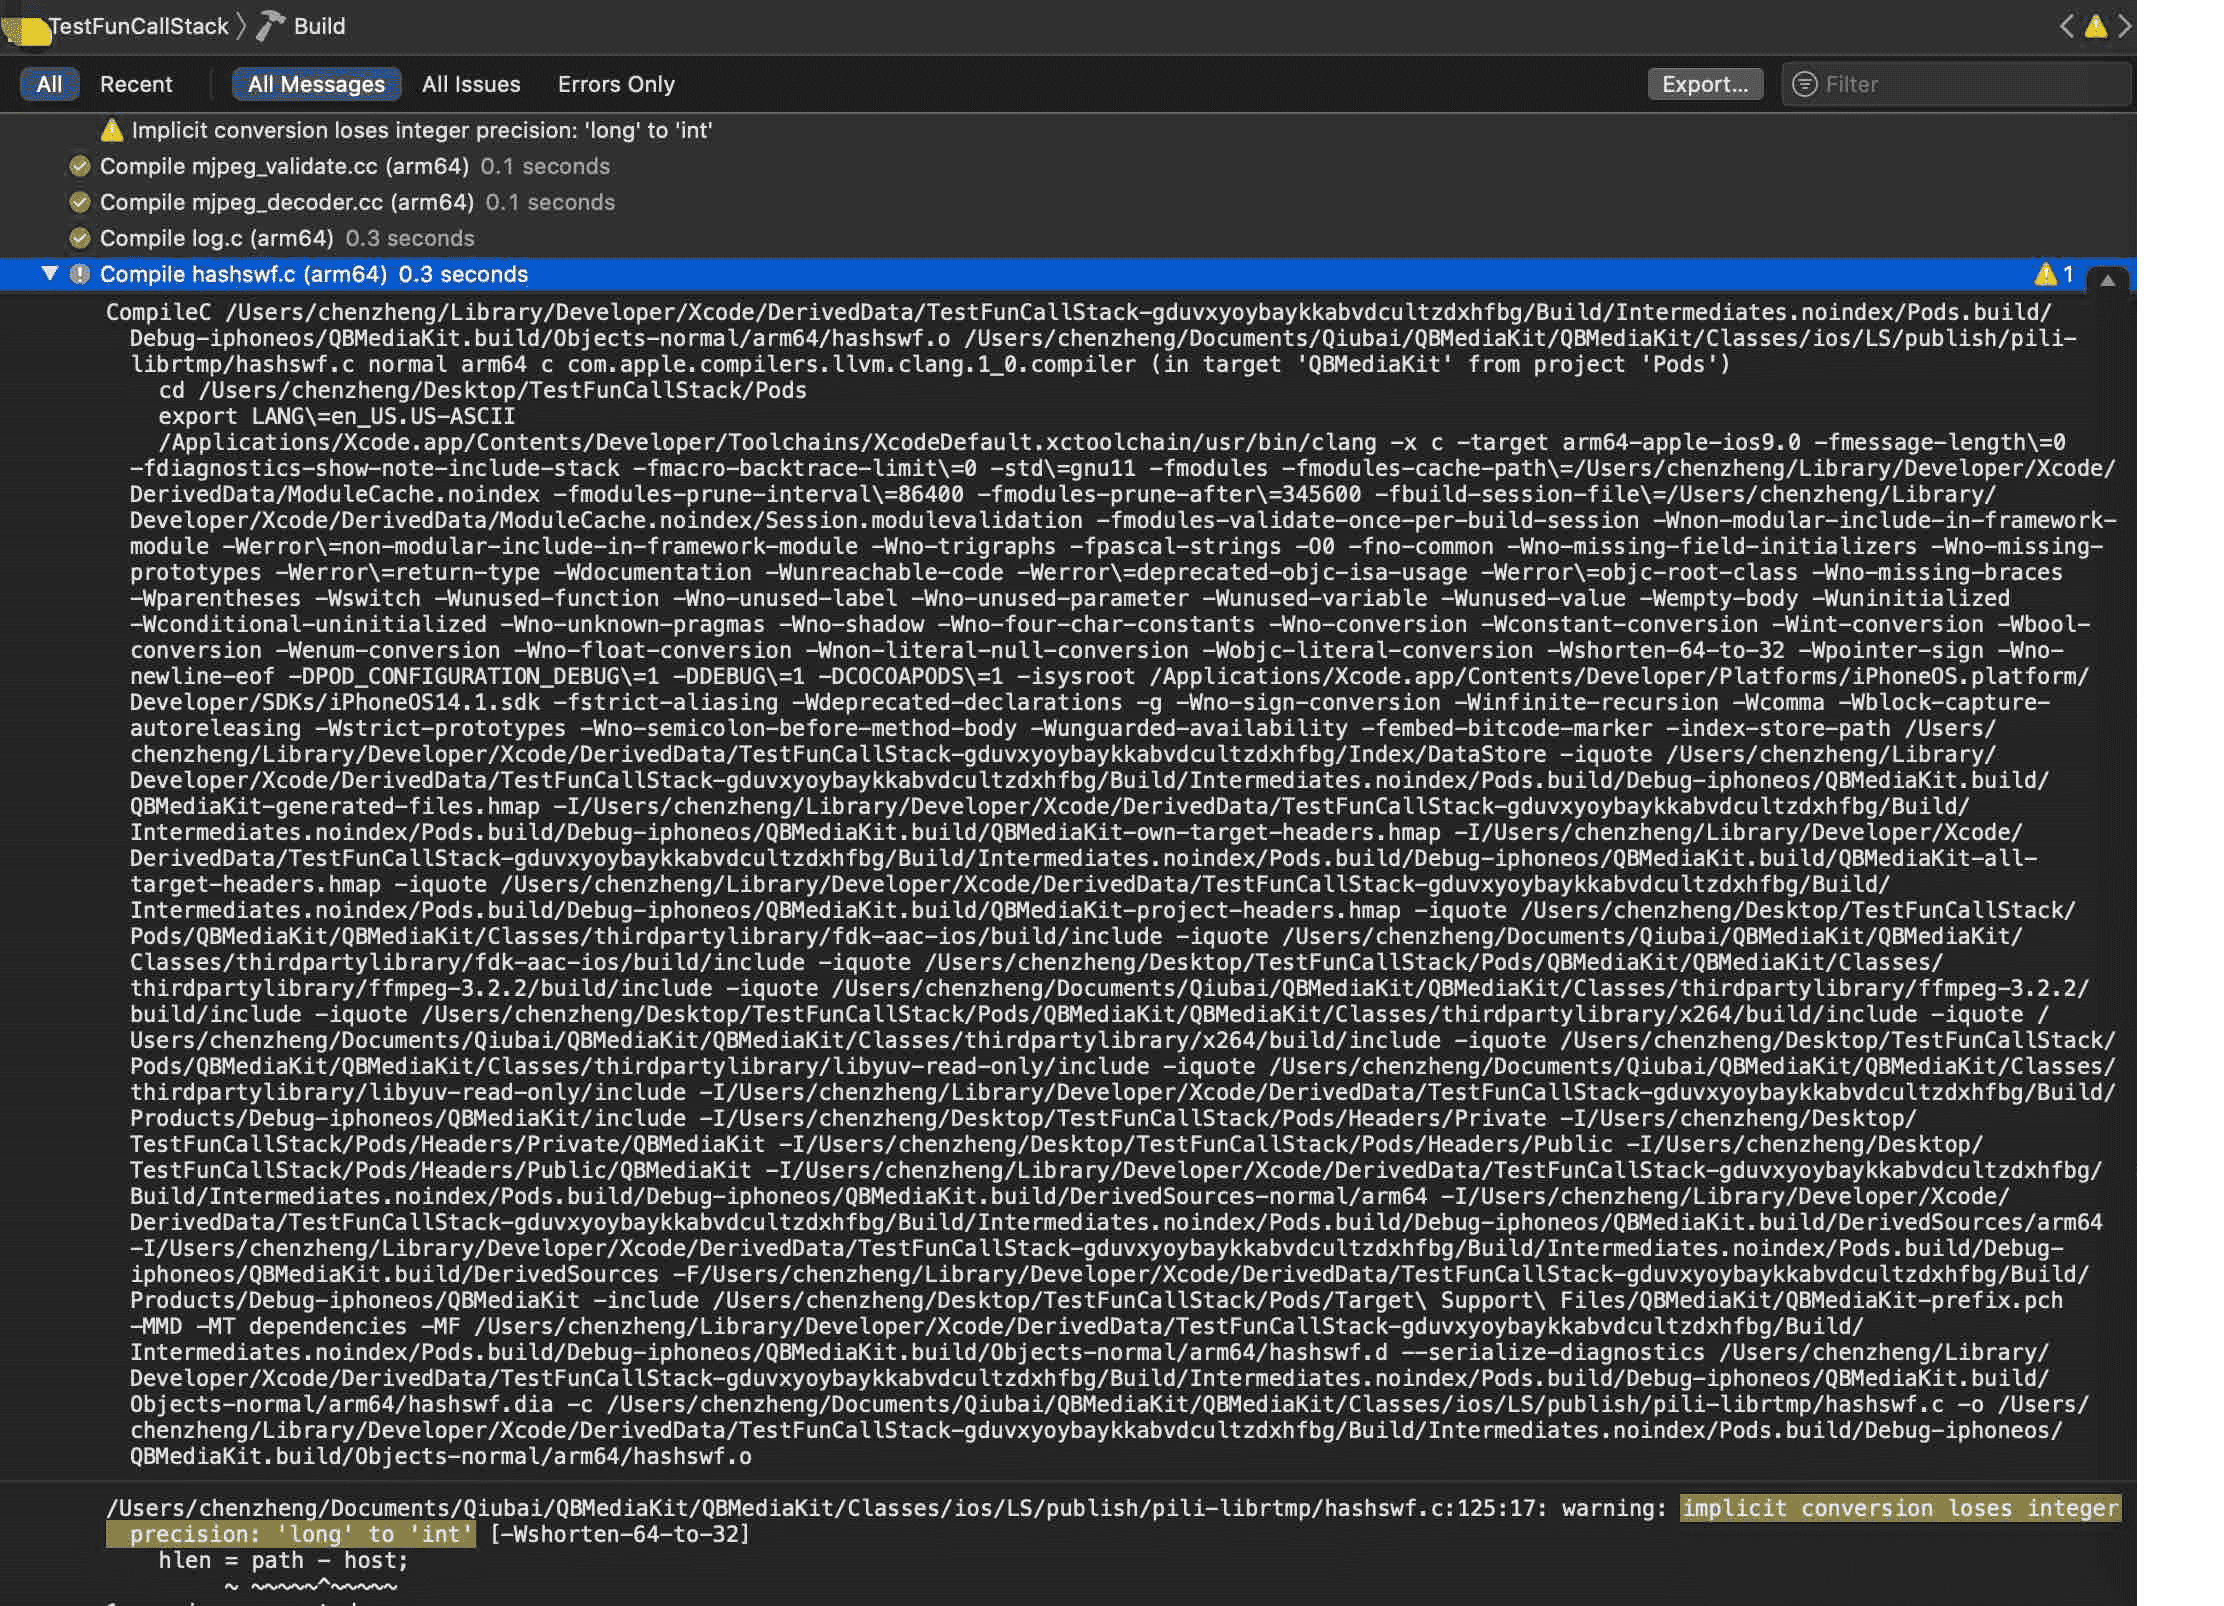 TestFunCallStack 〉 Build
All Recent All Messages All Issues Errors Only Export... Filter
Implicit conversion loses integer precision: 'long' to 'int'
Compile mjpeg_validate.cc (arm64) 0.1 seconds
Compile mjpeg_decoder.cc (arm64) 0.1 seconds
Compile log.c (arm64) 0.3 seconds
Compile hashswf.c (arm64) 0.3 seconds 1
CompileC /Users/chenzheng/Library/Developer/Xcode/DerivedData/TestFunCallStack-gduvxyoybaykkabvdcultzdxhfbg/Build/Intermediates.noindex/Pods.build/
Debug-iphoneos/QBMediaKit.build/Objects-normal/arm64/hashswf.o /Users/chenzheng/Documents/Qiubai/QBMediaKit/QBMediaKit/Classes/ios/LS/publish/pili-
librtmp/hashswf.c normal arm64 c com.apple.compilers.llvm.clang.1_0.compiler (in target 'QBMediaKit' from project 'Pods')
cd /Users/chenzheng/Desktop/TestFunCallStack/Pods
export LANG\=en_US.US-ASCII
/Applications/Xcode.app/Contents/Developer/Toolchains/XcodeDefault.xctoolchain/usr/bin/clang -x c -target arm64-apple-ios9.0 -fmessage-length\=0
-fdiagnostics-show-note-include-stack -fmacro-backtrace-limit\=0 -std\=gnu11 -fmodules -fmodules-cache-path\=/Users/chenzheng/Library/Developer/Xcode/
DerivedData/ModuleCache.noindex -fmodules-prune-interval\=86400 -fmodules-prune-after\=345600 -fbuild-session-file\=/Users/chenzheng/Library/
Developer/Xcode/DerivedData/ModuleCache.noindex/Session.modulevalidation -fmodules-validate-once-per-build-session -Wnon-modular-include-in-framework-
module -Werror\=non-modular-include-in-framework-module -Wno-trigraphs -fpascal-strings -O0 -fno-common -Wno-missing-field-initializers -Wno-missing-
prototypes -Werror\=return-type -Wdocumentation -Wunreachable-code -Werror\=deprecated-objc-isa-usage -Werror\=objc-root-class -Wno-missing-braces
-Wparentheses -Wswitch -Wunused-function -Wno-unused-label -Wno-unused-parameter -Wunused-variable -Wunused-value -Wempty-body -Wuninitialized
-Wconditional-uninitialized -Wno-unknown-pragmas -Wno-shadow -Wno-four-char-constants -Wno-conversion -Wconstant-conversion -Wint-conversion -Wbool-
conversion -Wenum-conversion -Wno-float-conversion -Wnon-literal-null-conversion -Wobjc-literal-conversion -Wshorten-64-to-32 -Wpointer-sign -Wno-
newline-eof -DPOD_CONFIGURATION_DEBUG\=1 -DDEBUG\=1 -DCOCOAPODS\=1 -isysroot /Applications/Xcode.app/Contents/Developer/Platforms/iPhoneOS.platform/
Developer/SDKs/iPhoneOS14.1.sdk -fstrict-aliasing -Wdeprecated-declarations -g -Wno-sign-conversion -Winfinite-recursion -Wcomma -Wblock-capture-
autoreleasing -Wstrict-prototypes -Wno-semicolon-before-method-body -Wunguarded-availability -fembed-bitcode-marker -index-store-path /Users/
chenzheng/Library/Developer/Xcode/DerivedData/TestFunCallStack-gduvxyoybaykkabvdcultzdxhfbg/Index/DataStore -iquote /Users/chenzheng/Library/
Developer/Xcode/DerivedData/TestFunCallStack-gduvxyoybaykkabvdcultzdxhfbg/Build/Intermediates.noindex/Pods.build/Debug-iphoneos/QBMediaKit.build/
QBMediaKit-generated-files.hmap -I/Users/chenzheng/Library/Developer/Xcode/DerivedData/TestFunCallStack-gduvxyoybaykkabvdcultzdxhfbg/Build/
Intermediates.noindex/Pods.build/Debug-iphoneos/QBMediaKit.build/QBMediaKit-own-target-headers.hmap -I/Users/chenzheng/Library/Developer/Xcode/
DerivedData/TestFunCallStack-gduvxyoybaykkabvdcultzdxhfbg/Build/Intermediates.noindex/Pods.build/Debug-iphoneos/QBMediaKit.build/QBMediaKit-all-
target-headers.hmap -iquote /Users/chenzheng/Library/Developer/Xcode/DerivedData/TestFunCallStack-gduvxyoybaykkabvdcultzdxhfbg/Build/
Intermediates.noindex/Pods.build/Debug-iphoneos/QBMediaKit.build/QBMediaKit-project-headers.hmap -iquote /Users/chenzheng/Desktop/TestFunCallStack/
Pods/QBMediaKit/QBMediaKit/Classes/thirdpartylibrary/fdk-aac-ios/build/include -iquote /Users/chenzheng/Documents/Qiubai/QBMediaKit/QBMediaKit/
Classes/thirdpartylibrary/fdk-aac-ios/build/include -iquote /Users/chenzheng/Desktop/TestFunCallStack/Pods/QBMediaKit/QBMediaKit/Classes/
thirdpartylibrary/ffmpeg-3.2.2/build/include -iquote /Users/chenzheng/Documents/Qiubai/QBMediaKit/QBMediaKit/Classes/thirdpartylibrary/ffmpeg-3.2.2/
build/include -iquote /Users/chenzheng/Desktop/TestFunCallStack/Pods/QBMediaKit/QBMediaKit/Classes/thirdpartylibrary/x264/build/include -iquote /
Users/chenzheng/Documents/Qiubai/QBMediaKit/QBMediaKit/Classes/thirdpartylibrary/x264/build/include -iquote /Users/chenzheng/Desktop/TestFunCallStack/
Pods/QBMediaKit/QBMediaKit/Classes/thirdpartylibrary/libyuv-read-only/include -iquote /Users/chenzheng/Documents/Qiubai/QBMediaKit/QBMediaKit/Classes/
thirdpartylibrary/libyuv-read-only/include -I/Users/chenzheng/Library/Developer/Xcode/DerivedData/TestFunCallStack-gduvxyoybaykkabvdcultzdxhfbg/Build/
Products/Debug-iphoneos/QBMediaKit/include -I/Users/chenzheng/Desktop/TestFunCallStack/Pods/Headers/Private -I/Users/chenzheng/Desktop/
TestFunCallStack/Pods/Headers/Private/QBMediaKit -I/Users/chenzheng/Desktop/TestFunCallStack/Pods/Headers/Public -I/Users/chenzheng/Desktop/
TestFunCallStack/Pods/Headers/Public/QBMediaKit -I/Users/chenzheng/Library/Developer/Xcode/DerivedData/TestFunCallStack-gduvxyoybaykkabvdcultzdxhfbg/
Build/Intermediates.noindex/Pods.build/Debug-iphoneos/QBMediaKit.build/DerivedSources-normal/arm64 -I/Users/chenzheng/Library/Developer/Xcode/
DerivedData/TestFunCallStack-gduvxyoybaykkabvdcultzdxhfbg/Build/Intermediates.noindex/Pods.build/Debug-iphoneos/QBMediaKit.build/DerivedSources/arm64
-I/Users/chenzheng/Library/Developer/Xcode/DerivedData/TestFunCallStack-gduvxyoybaykkabvdcultzdxhfbg/Build/Intermediates.noindex/Pods.build/Debug-
iphoneos/QBMediaKit.build/DerivedSources -F/Users/chenzheng/Library/Developer/Xcode/DerivedData/TestFunCallStack-gduvxyoybaykkabvdcultzdxhfbg/Build/
Products/Debug-iphoneos/QBMediaKit -include /Users/chenzheng/Desktop/TestFunCallStack/Pods/Target\ Support\ Files/QBMediaKit/QBMediaKit-prefix.pch
-MMD -MT dependencies -MF /Users/chenzheng/Library/Developer/Xcode/DerivedData/TestFunCallStack-gduvxyoybaykkabvdcultzdxhfbg/Build/
Intermediates.noindex/Pods.build/Debug-iphoneos/QBMediaKit.build/Objects-normal/arm64/hashswf.d --serialize-diagnostics /Users/chenzheng/Library/
Developer/Xcode/DerivedData/TestFunCallStack-gduvxyoybaykkabvdcultzdxhfbg/Build/Intermediates.noindex/Pods.build/Debug-iphoneos/QBMediaKit.build/
Objects-normal/arm64/hashswf.dia -c /Users/chenzheng/Documents/Qiubai/QBMediaKit/QBMediaKit/Classes/ios/LS/publish/pili-librtmp/hashswf.c -o /Users/
chenzheng/Library/Developer/Xcode/DerivedData/TestFunCallStack-gduvxyoybaykkabvdcultzdxhfbg/Build/Intermediates.noindex/Pods.build/Debug-iphoneos/
QBMediaKit.build/Objects-normal/arm64/hashswf.o
/Users/chenzheng/Documents/Qiubai/QBMediaKit/QBMediaKit/Classes/ios/LS/publish/pili-librtmp/hashswf.c:125:17: warning: implicit conversion loses integer
precision: 'long' to 'int' [-Wshorten-64-to-32]
hlen = path - host;
~ ~~~~~^~~~~~